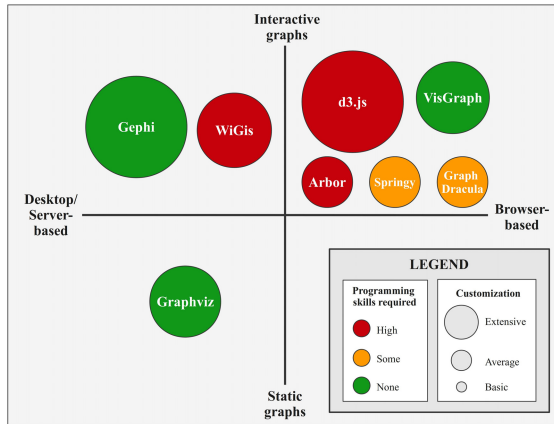 Interactive
graphs
d3.js
VisGraph
Gephi
WiGis
Arbor
Springy
Graph
Dracula
Desktop/
Server-
based
Browser-
based
Graphviz
LEGEND
Programming
skills required
High
Some
None
Customization
Extensive
Average
Basic
Static
graphs